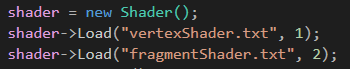 shader = new Shader();
shader->Load("vertexShader.txt", 1);
shader->Load("fragmentShader.txt", 2);